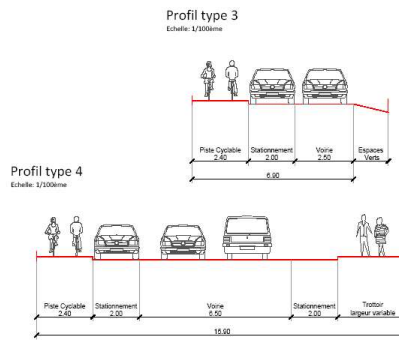 Profil type 3
Echelle: 1/100ème
Piste Cyclable Stationnement Voirie Espaces
2.40 2.00 2.50 Verts
6.90
Profil type 4
Echelle: 1/100ème
Piste Cyclable Stationnement Voirie Stationnement Trottoir
2.40 2.00 6.50 2.00 largeur variable
16.90